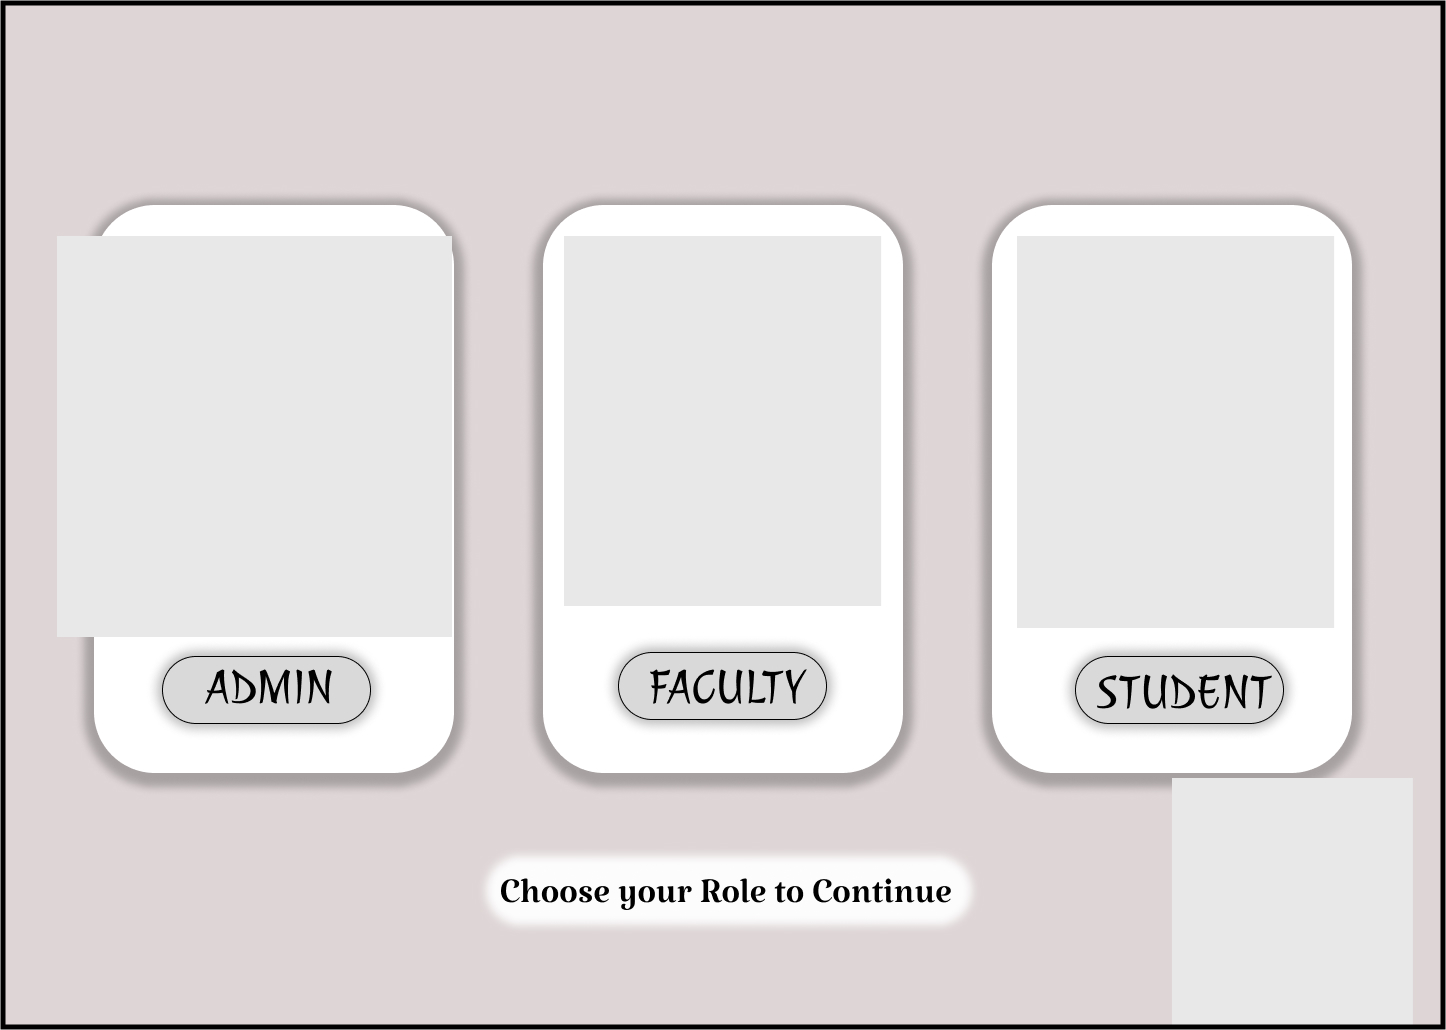 ADMIN
FACULTY
STUDENT
Choose your Role to Continue